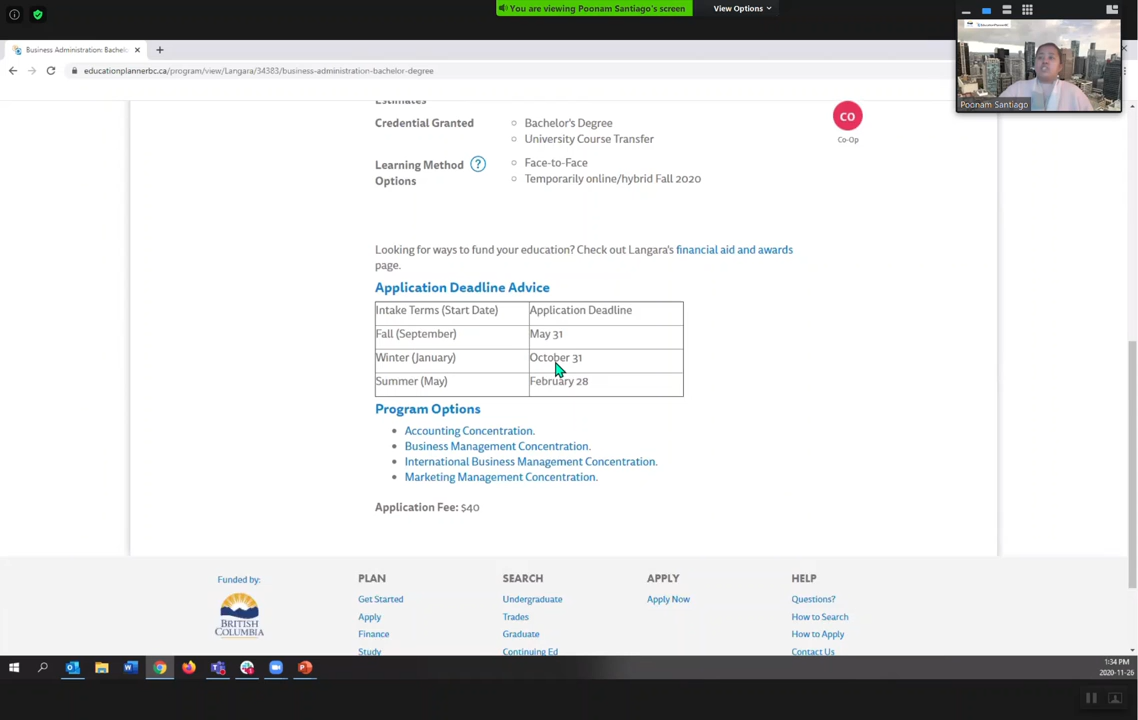 You are viewing Poonam Santiago's screen
View Options
Business Administration: Bachel
educationplannerbc.ca/program/view/Langara/34383/business-administration-bachelor-degree
Poonam Santiago
Estimates
Credential Granted
Bachelor's Degree
University Course Transfer
CO
Co-Op
Learning Method ?
Options
Face-to-Face
Temporarily online/hybrid Fall 2020
Looking for ways to fund your education? Check out Langara's financial aid and awards
page.
Application Deadline Advice
Intake Terms (Start Date) Application Deadline
Fall (September) May 31
Winter (January) October 31
Summer (May) February 28
Program Options
Accounting Concentration.
Business Management Concentration.
International Business Management Concentration.
Marketing Management Concentration.
Application Fee: $40
Funded by:
BRITISH
COLUMBIA
PLAN
Get Started
Apply
Finance
Study
SEARCH
Undergraduate
Trades
Graduate
Continuing Ed
APPLY
Apply Now
HELP
Questions?
How to Search
How to Apply
Contact Us
1:34 PM
2020-11-26